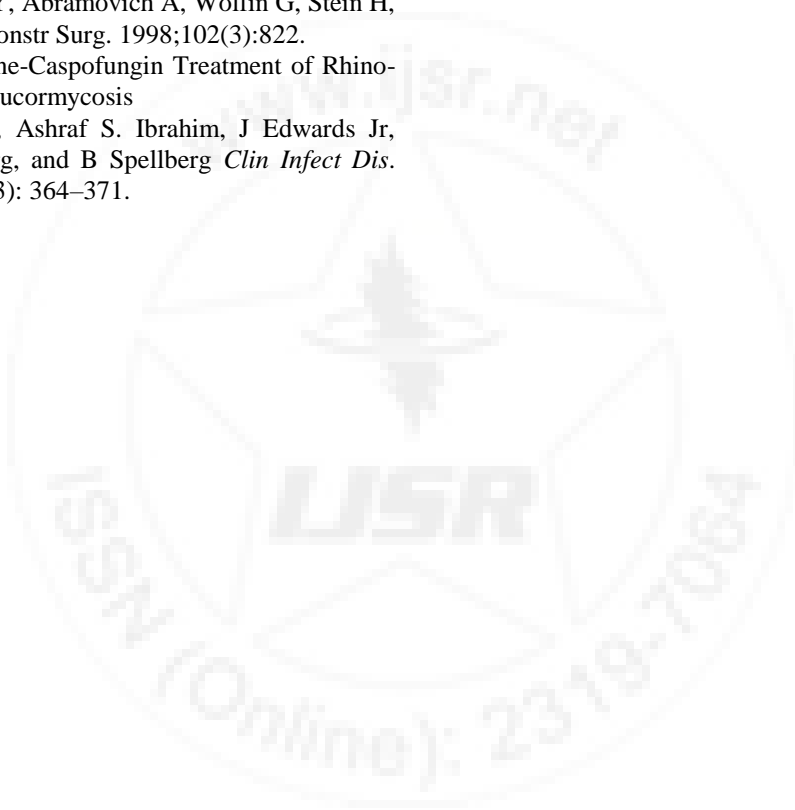 , Abramovich A, Wolfin G, Stein H,
onstr Surg. 1998;102(3):822.
ne-Caspofungin Treatment of Rhino-
ucormycosis
, Ashraf S. Ibrahim, J Edwards Jr,
g, and B Spellberg Clin Infect Dis.
3): 364–371.
www.ijsr.net
IJSR
ISSN (Online): 2319-7064